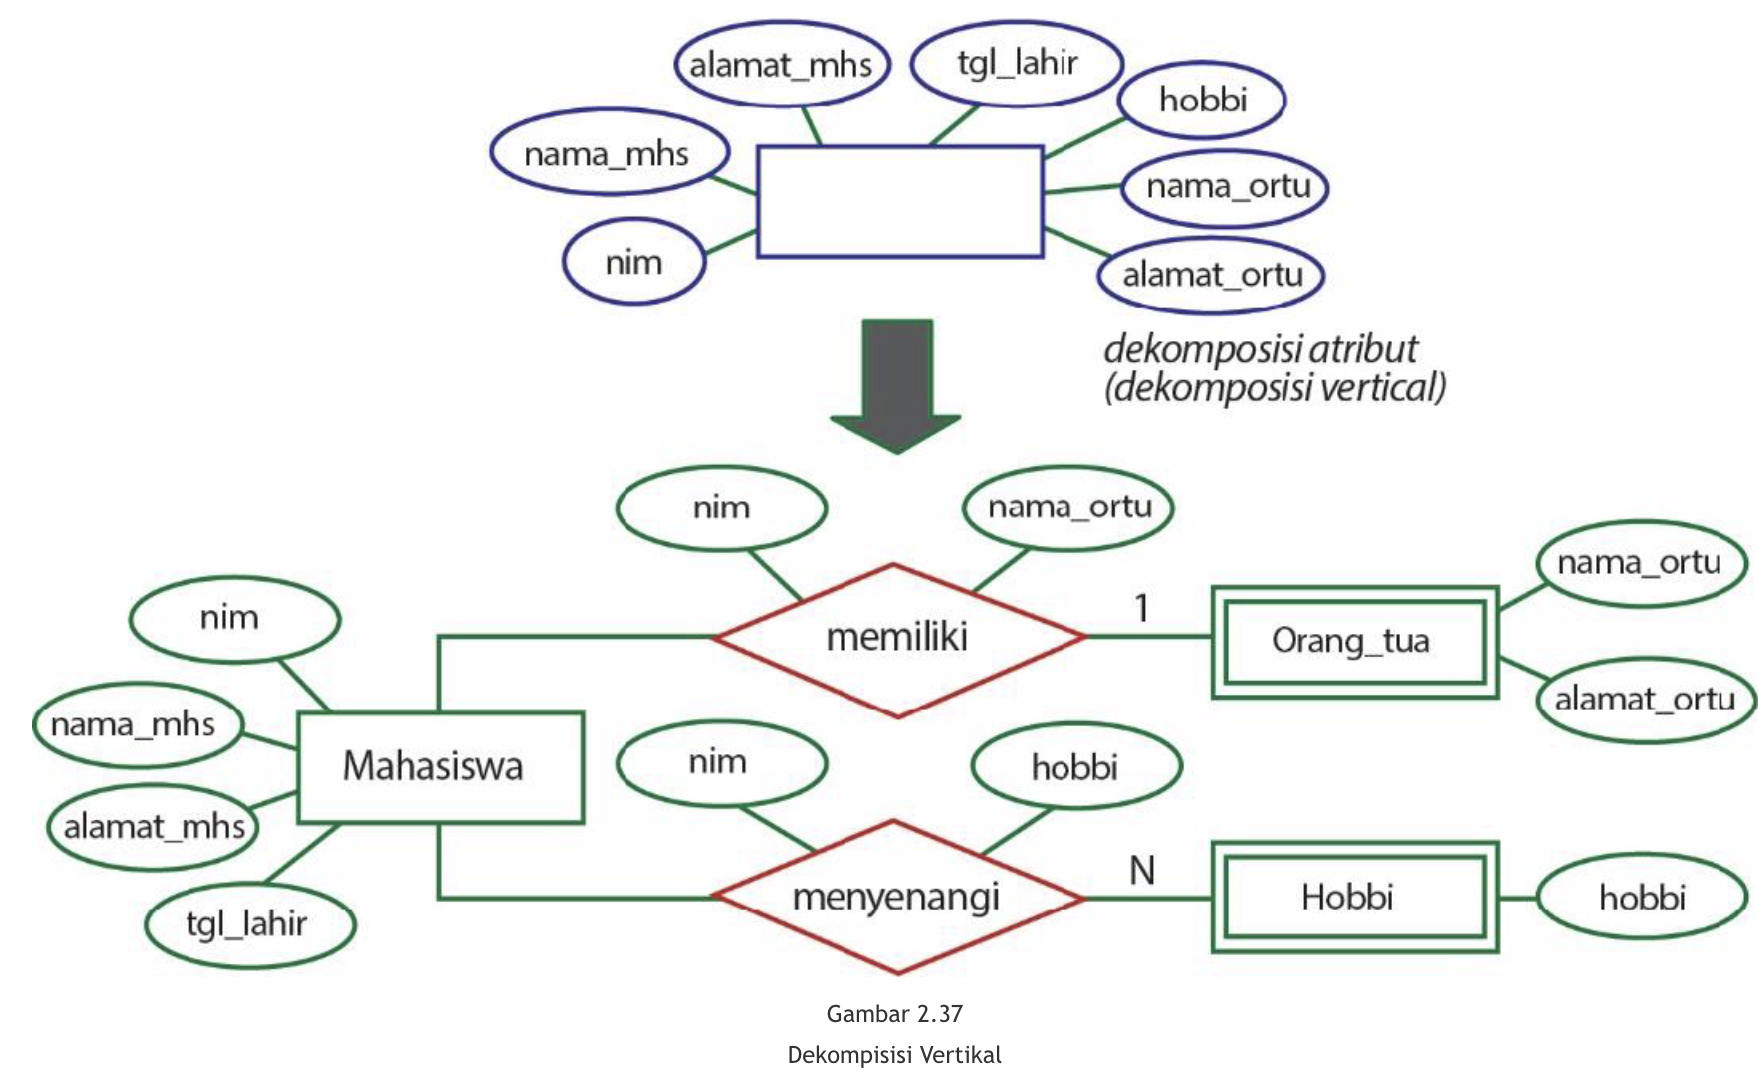 alamat_mhs
tgl_lahir
hobbi
nama_mhs
nama_ortu
nim
alamat_ortu
dekomposisi atribut
(dekomposisi vertical)
nim
nama_ortu
nama_ortu
nim
memiliki
1
Orang_tua
alamat_ortu
nama_mhs
Mahasiswa
nim
hobbi
alamat_mhs
menyenangi
N
Hobbi
hobbi
tgl_lahir
Gambar 2.37
Dekompisisi Vertikal